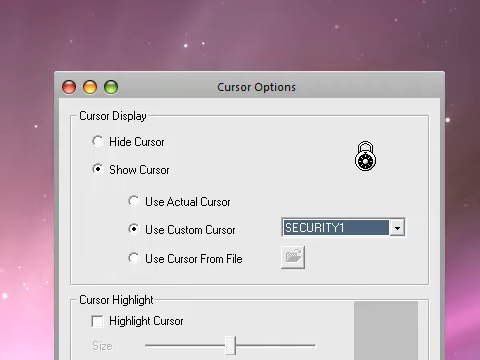 Cursor Options
Cursor Display
Hide Cursor
Show Cursor
Use Actual Cursor
Use Custom Cursor
SECURITY1
Use Cursor From File
Cursor Highlight
Highlight Cursor
Size